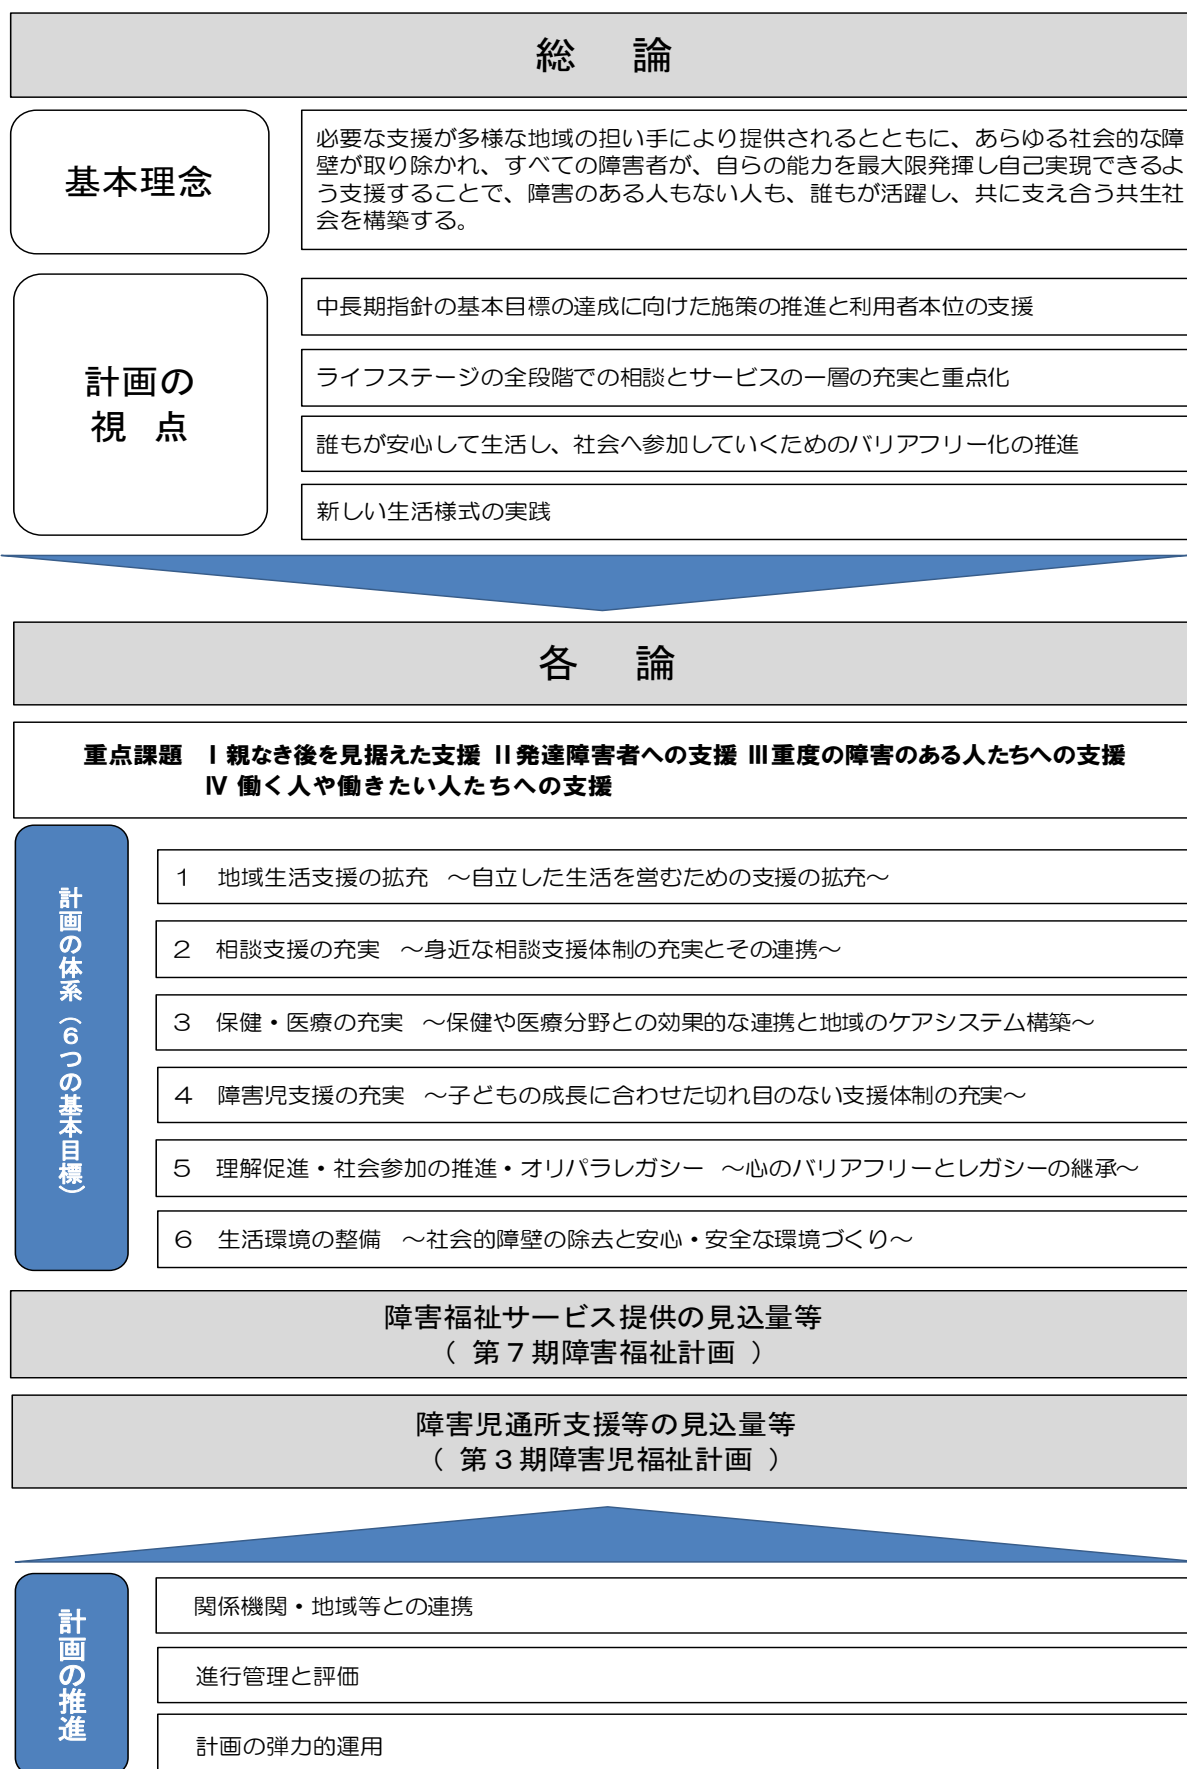 総　論
基本理念
必要な支援が多様な地域の担い手により提供されるとともに、あらゆる社会的な障
壁が取り除かれ、すべての障害者が、自らの能力を最大限発揮し自己実現できるよ
う支援することで、障害のある人もない人も、誰もが活躍し、共に支え合う共生社
会を構築する。
計画の
視　点
中長期指針の基本目標の達成に向けた施策の推進と利用者本位の支援
ライフステージの全段階での相談とサービスの一層の充実と重点化
誰もが安心して生活し、社会へ参加していくためのバリアフリー化の推進
新しい生活様式の実践
各　論
重点課題　Ⅰ 親なき後を見据えた支援 Ⅱ 発達障害者への支援 Ⅲ 重度の障害のある人たちへの支援
Ⅳ 働く人や働きたい人たちへの支援
計画の体系（６つの基本目標）
１　地域生活支援の拡充　～自立した生活を営むための支援の拡充～
２　相談支援の充実　～身近な相談支援体制の充実とその連携～
３　保健・医療の充実　～保健や医療分野との効果的な連携と地域のケアシステム構築～
４　障害児支援の充実　～子どもの成長に合わせた切れ目のない支援体制の充実～
５　理解促進・社会参加の推進・オリパラレガシー　～心のバリアフリーとレガシーの継承～
６　生活環境の整備　～社会的障壁の除去と安心・安全な環境づくり～
障害福祉サービス提供の見込量等
（ 第７期障害福祉計画 ）
障害児通所支援等の見込量等
（ 第３期障害児福祉計画 ）
計画の推進
関係機関・地域等との連携
進行管理と評価
計画の弾力的運用